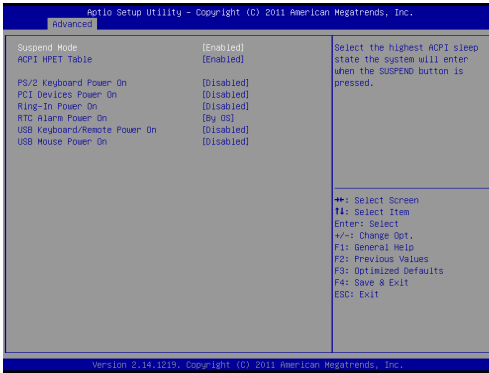 Aptio Setup Utility – Copyright (C) 2011 American Megatrends, Inc.
Advanced
Suspend Mode [Enabled]
ACPI HPET Table [Enabled]
PS/2 Keyboard Power On [Disabled]
PCI Devices Power On [Disabled]
Ring-In Power On [Disabled]
RTC Alarm Power On [By OS]
USB Keyboard/Remote Power On [Disabled]
USB Mouse Power On [Disabled]
Select the highest ACPI sleep
state the system will enter
when the SUSPEND button is
pressed.
→←: Select Screen
↑↓: Select Item
Enter: Select
+/-: Change Opt.
F1: General Help
F2: Previous Values
F3: Optimized Defaults
F4: Save & Exit
ESC: Exit
Version 2.14.1219. Copyright (C) 2011 American Megatrends, Inc.